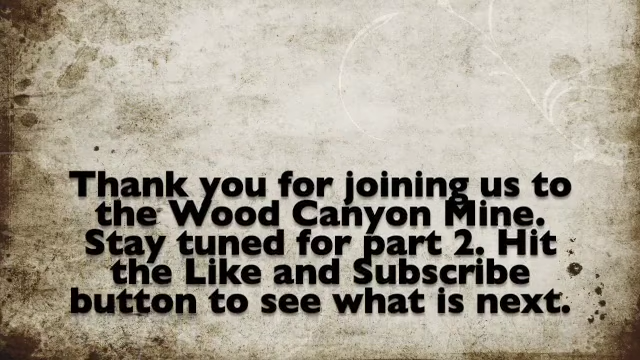 Thank you for joining us to
the Wood Canyon Mine.
Stay tuned for part 2. Hit
the Like and Subscribe
button to see what is next.